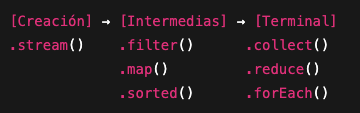 [Creación] → [Intermedias] → [Terminal]
.stream() .filter() .collect()
.map() .reduce()
.sorted() .forEach()